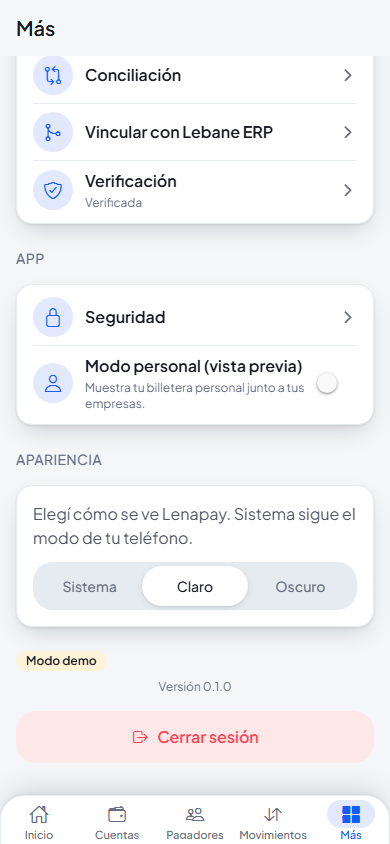 Más
Conciliación
Vincular con Lebane ERP
Verificación
Verificada
APP
Seguridad
Modo personal (vista previa)
Muestra tu billetera personal junto a tus
empresas.
APARIENCIA
Elegí cómo se ve Lenapay. Sistema sigue el
modo de tu teléfono.
Sistema Claro Oscuro
Modo demo
Versión 0.1.0
Cerrar sesión
Inicio Cuentas Pagadores Movimientos Más